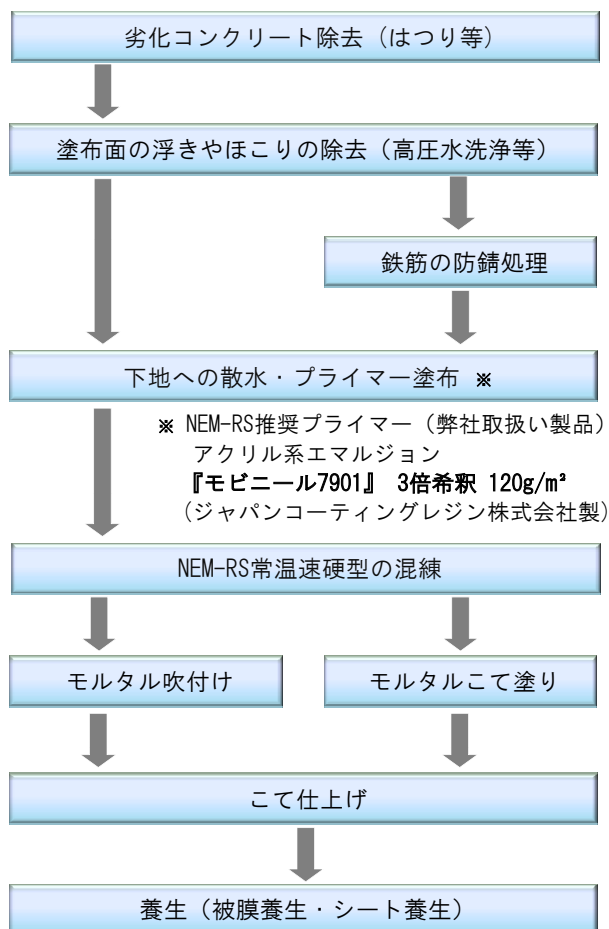 劣化コンクリート除去（はつり等）
塗布面の浮きやほこりの除去（高圧水洗浄等）
鉄筋の防錆処理
下地への散水・プライマー塗布 ※
※ NEM-RS推奨プライマー（弊社取扱い製品）
アクリル系エマルジョン
『モビニール7901』 3倍希釈 120g/m²
（ジャパンコーティングレジン株式会社製）
NEM-RS常温速硬型の混練
モルタル吹付け
モルタルこて塗り
こて仕上げ
養生（被膜養生・シート養生）